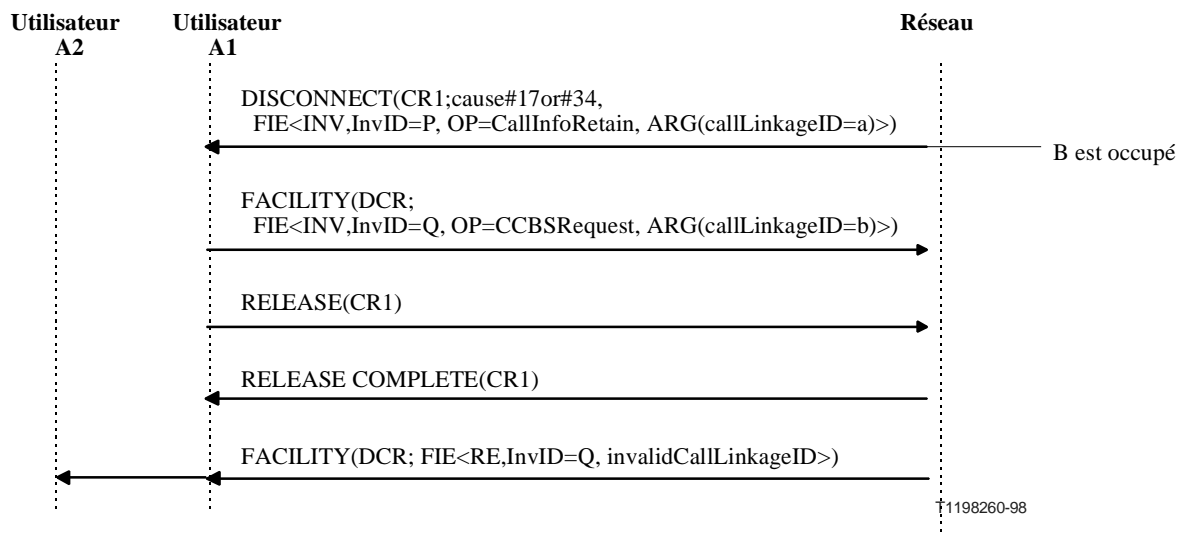 Utilisateur A2
Utilisateur A1
Réseau
DISCONNECT(CR1;cause#17or#34,
FIE<INV,InvID=P, OP=CallInfoRetain, ARG(callLinkageID=a)>)
B est occupé
FACILITY(DCR;
FIE<INV,InvID=Q, OP=CCBSRequest, ARG(callLinkageID=b)>)
RELEASE(CR1)
RELEASE COMPLETE(CR1)
FACILITY(DCR; FIE<RE,InvID=Q, invalidCallLinkageID>)
T1198260-98